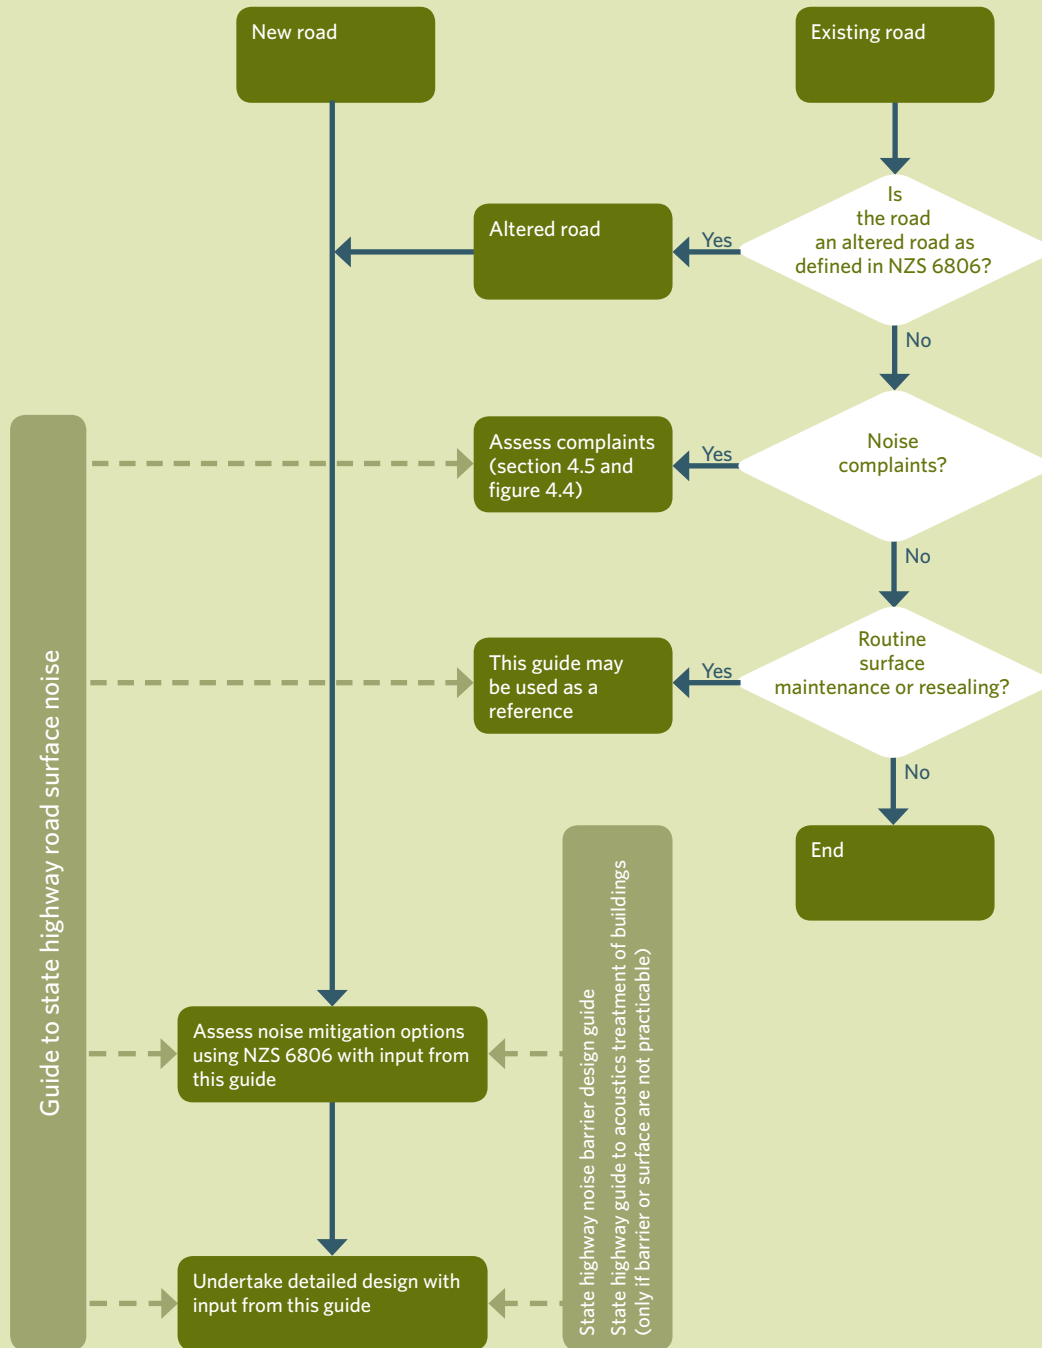 New road
Existing road
Is
the road
an altered road as
defined in NZS 6806?
Yes
Altered road
No
Noise
complaints?
Yes
Assess complaints
(section 4.5 and
figure 4.4)
No
Routine
surface
maintenance or resealing?
Yes
This guide may
be used as a
reference
No
End
Guide to state highway road surface noise
State highway noise barrier design guide
State highway guide to acoustics treatment of buildings
(only if barrier or surface are not practicable)
Assess noise mitigation options
using NZS 6806 with input from
this guide
Undertake detailed design with
input from this guide